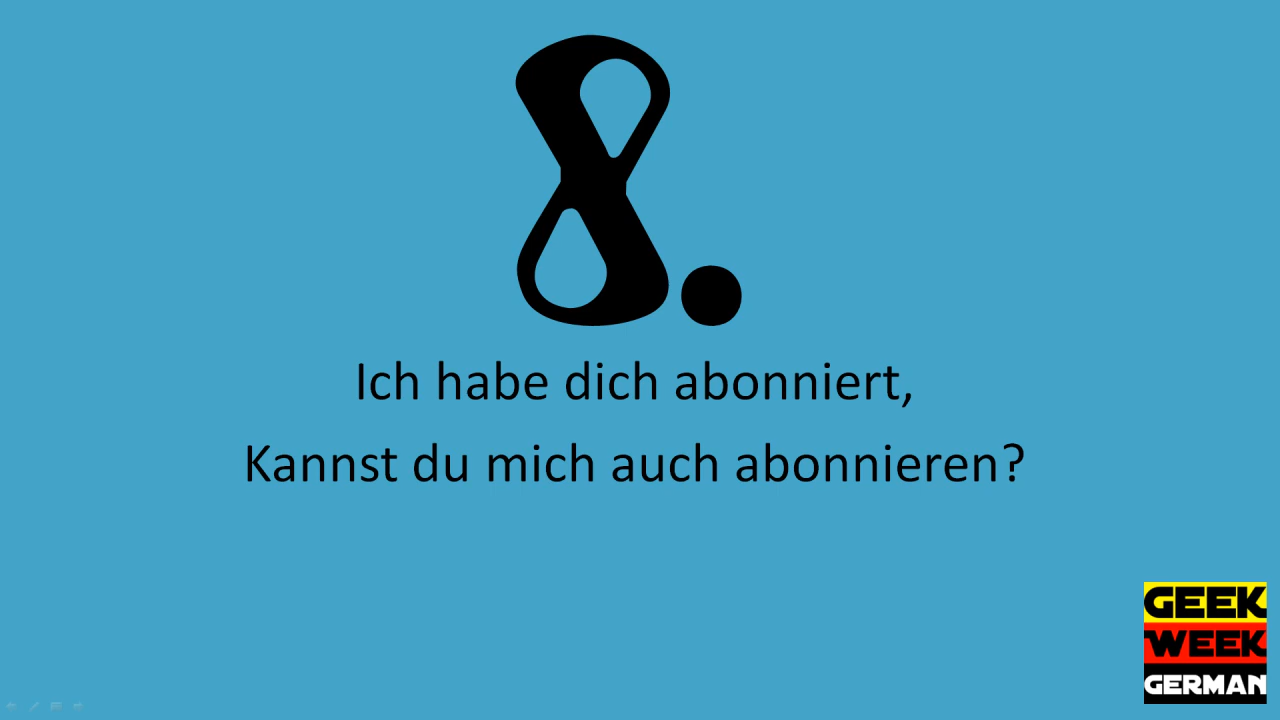 8.
Ich habe dich abonniert,
Kannst du mich auch abonnieren?
GEEK
WEEK
GERMAN